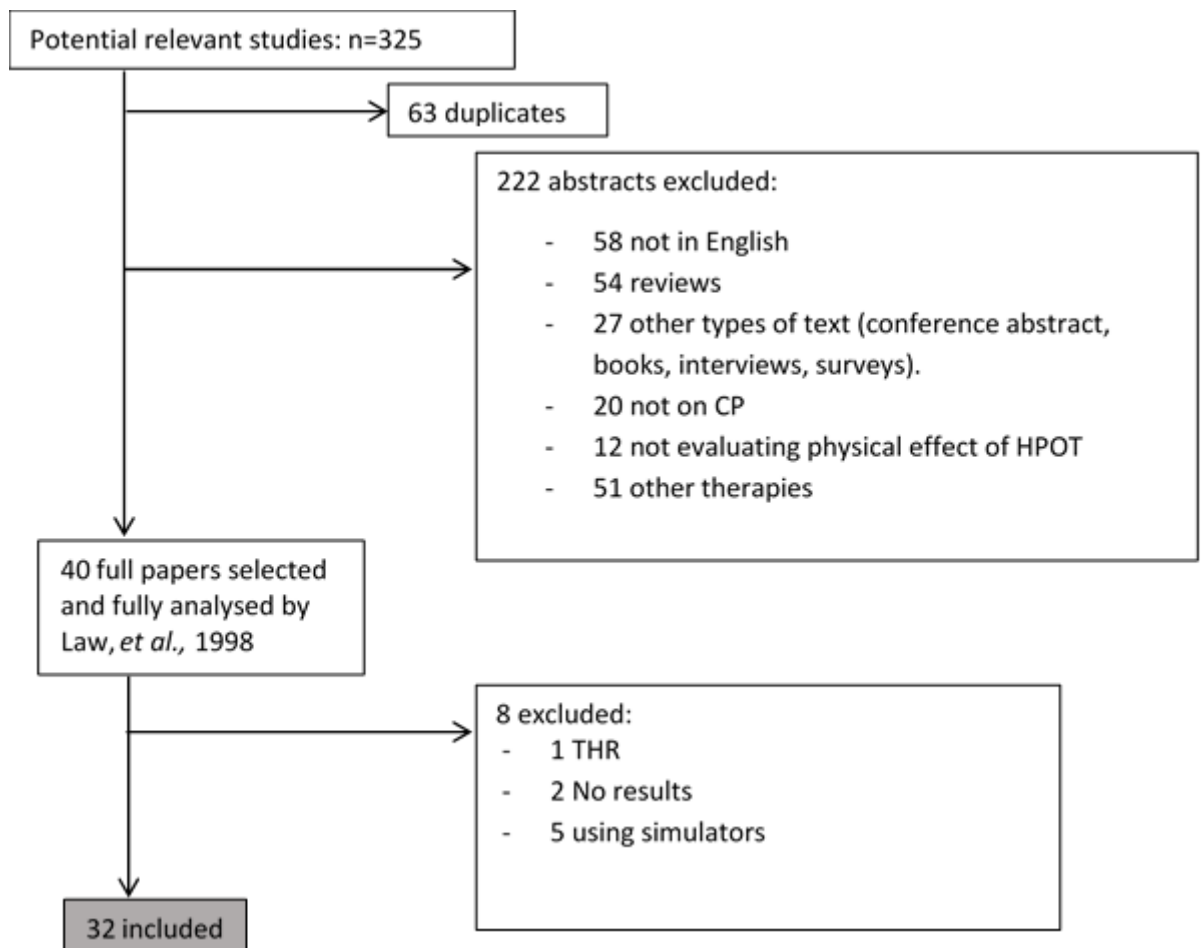 Potential relevant studies: n=325
63 duplicates
222 abstracts excluded:
- 58 not in English
- 54 reviews
- 27 other types of text (conference abstract,
books, interviews, surveys).
- 20 not on CP
- 12 not evaluating physical effect of HPOT
- 51 other therapies
40 full papers selected
and fully analysed by
Law, et al., 1998
8 excluded:
- 1 THR
- 2 No results
- 5 using simulators
32 included